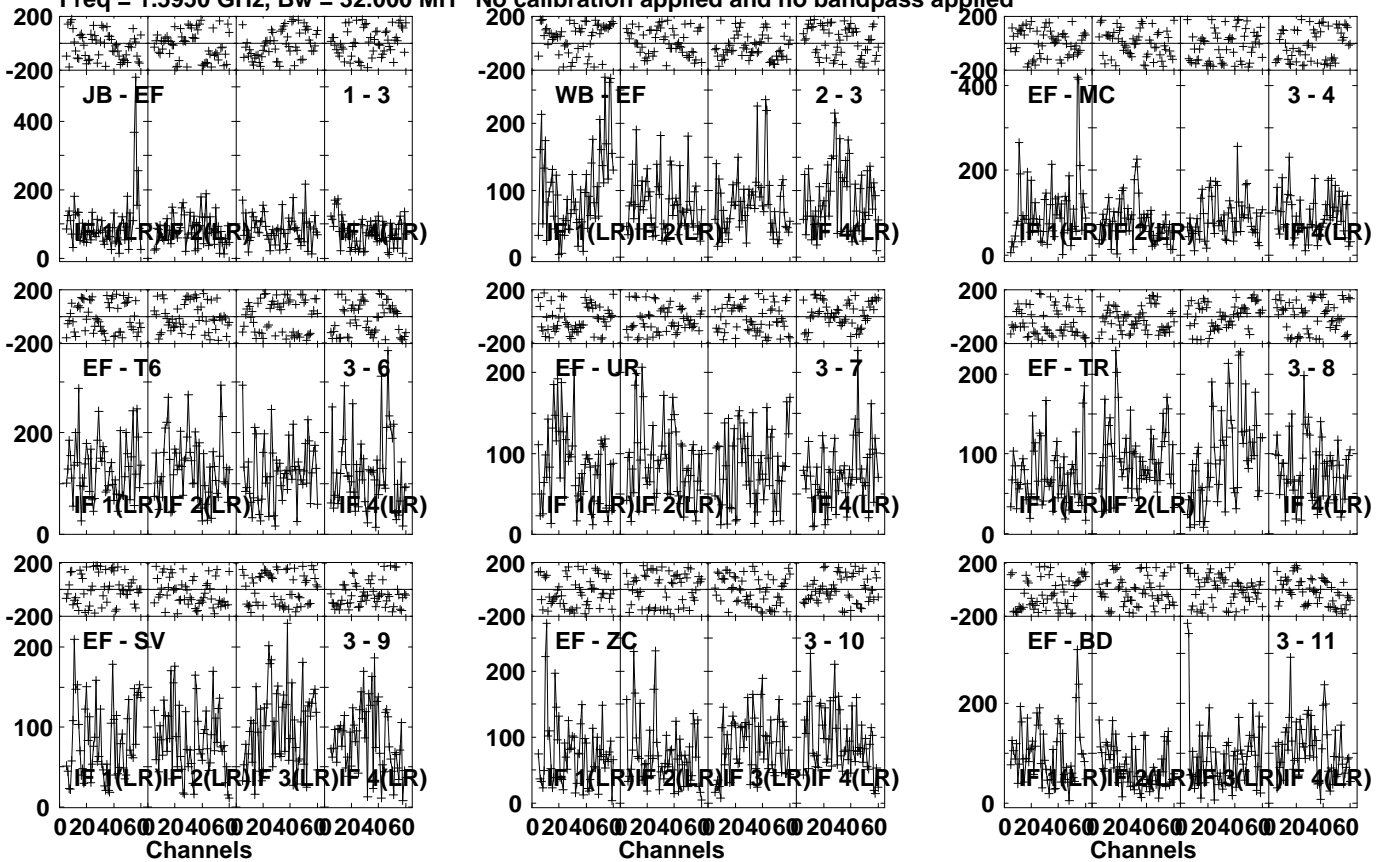 Freq = 1.5950 GHz, Bw = 32.000 MH No calibration applied and no bandpass applied
200
-200
JB - EF 1 - 3
400
200
0
IF 1(LR) IF 2(LR) IF 4(LR)
200
-200
WB - EF 2 - 3
200
100
0
IF 1(LR) IF 2(LR) IF 4(LR)
200
-200
400
EF - MC 3 - 4
200
0
IF 1(LR) IF 2(LR) IF 4(LR)
200
-200
EF - T6 3 - 6
200
0
IF 1(LR) IF 2(LR) IF 4(LR)
200
-200
EF - UR 3 - 7
200
100
0
IF 1(LR) IF 2(LR) IF 4(LR)
200
-200
EF - TR 3 - 8
200
100
0
IF 1(LR) IF 2(LR) IF 4(LR)
200
-200
EF - SV 3 - 9
200
100
0
IF 1(LR) IF 2(LR) IF 3(LR) IF 4(LR)
0 20 40 60 0 20 40 60 0 20 40 60 0 20 40 60
Channels
200
-200
EF - ZC 3 - 10
200
100
0
IF 1(LR) IF 2(LR) IF 3(LR) IF 4(LR)
0 20 40 60 0 20 40 60 0 20 40 60 0 20 40 60
Channels
200
-200
EF - BD 3 - 11
200
0
IF 1(LR) IF 2(LR) IF 3(LR) IF 4(LR)
0 20 40 60 0 20 40 60 0 20 40 60 0 20 40 60
Channels